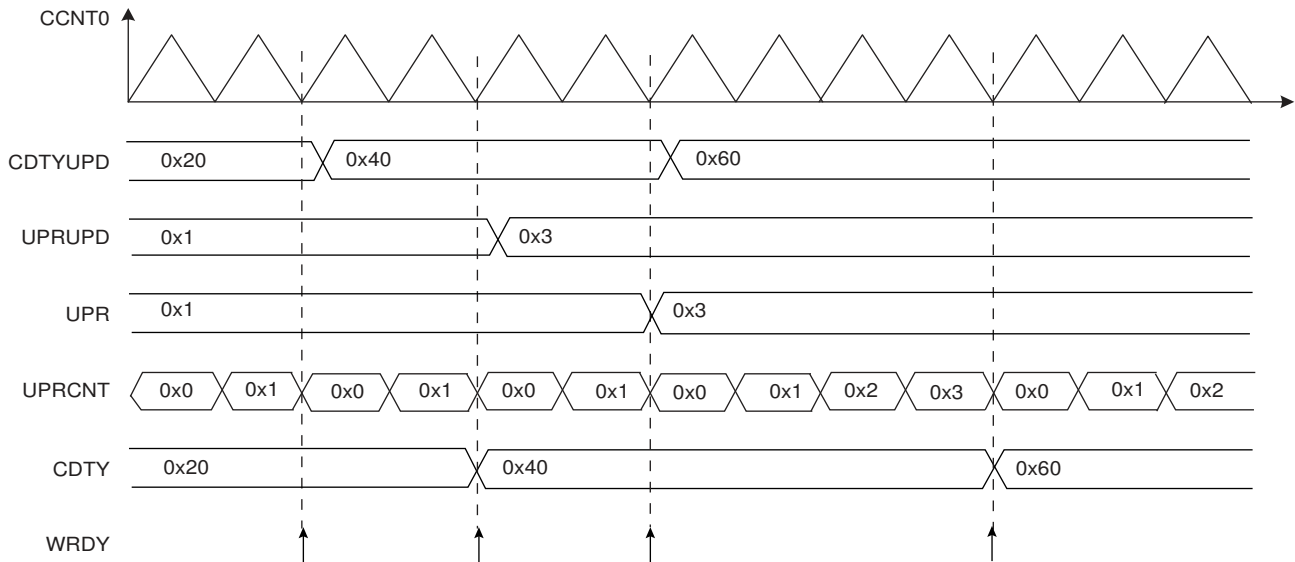 CCNT0
CDTYUPD 0x20 0x40 0x60
UPRUPD 0x1 0x3
UPR 0x1 0x3
UPRCNT 0x0 0x1 0x0 0x1 0x0 0x1 0x0 0x1 0x2 0x3 0x0 0x1 0x2
CDTY 0x20 0x40 0x60
WRDY